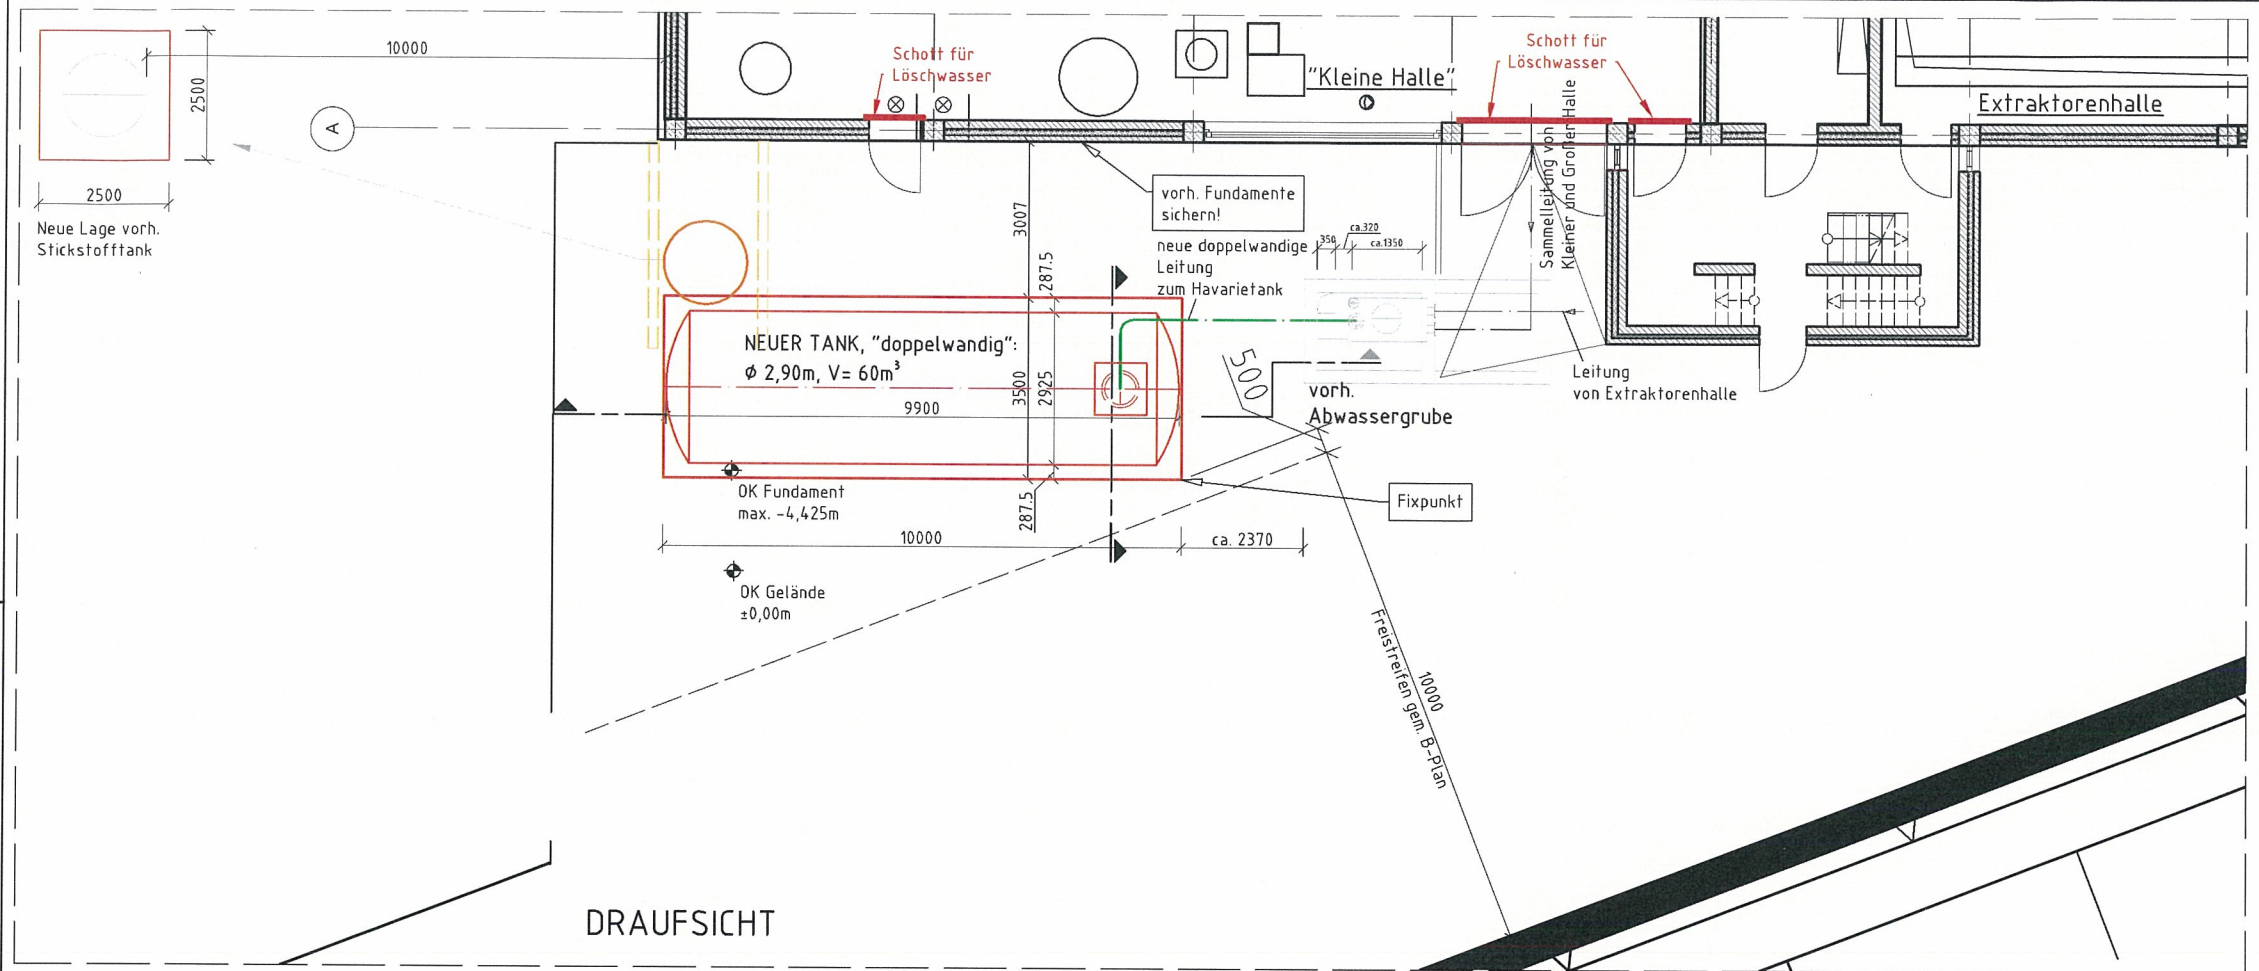 10000
2500
2500
Neue Lage vorh.
Stickstofftank
A
Schott für
Löschwasser
"Kleine Halle"
Schott für
Löschwasser
Extraktorenhalle
Sammelleitung von
Kleiner und Großer Halle
vorh. Fundamente
sichern!
neue doppelwandige
Leitung
zum Havarietank
350
ca.320
ca.1350
3007
287.5
NEUER TANK, "doppelwandig":
Ø 2,90m, V= 60m³
9900
3500
2925
287.5
OK Fundament
max. -4,425m
10000
ca. 2370
OK Gelände
±0,00m
500
vorh.
Abwassergrube
Leitung
von Extraktorenhalle
Fixpunkt
10000
Freistreifen gem. B-Plan
DRAUFSICHT